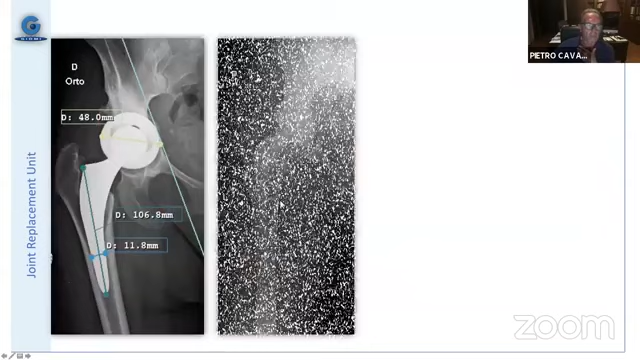 D
Orto
D: 48.0mm
D: 106.8mm
D: 11.8mm
Joint Replacement Unit
PIETRO CAVA...
zoom